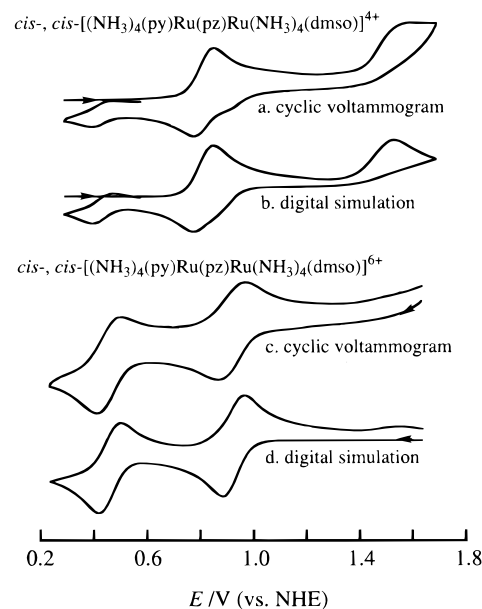 cis-, cis-[(NH₃)₄(py)Ru(pz)Ru(NH₃)₄(dmso)]⁴⁺
a. cyclic voltammogram
b. digital simulation
cis-, cis-[(NH₃)₄(py)Ru(pz)Ru(NH₃)₄(dmso)]⁶⁺
c. cyclic voltammogram
d. digital simulation
0.2 0.6 1.0 1.4 1.8
E /V (vs. NHE)